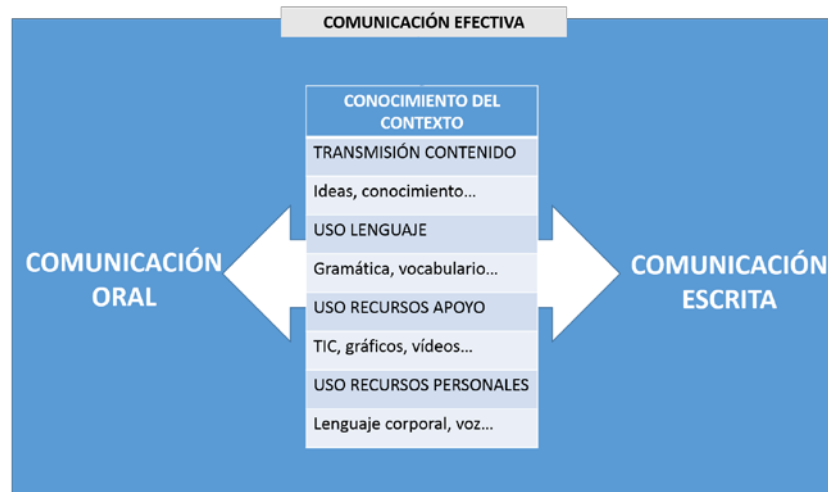 COMUNICACIÓN EFECTIVA
CONOCIMIENTO DEL
CONTEXTO
TRANSMISIÓN CONTENIDO
Ideas, conocimiento...
USO LENGUAJE
Gramática, vocabulario...
USO RECURSOS APOYO
TIC, gráficos, vídeos...
USO RECURSOS PERSONALES
Lenguaje corporal, voz...
COMUNICACIÓN
ORAL
COMUNICACIÓN
ESCRITA